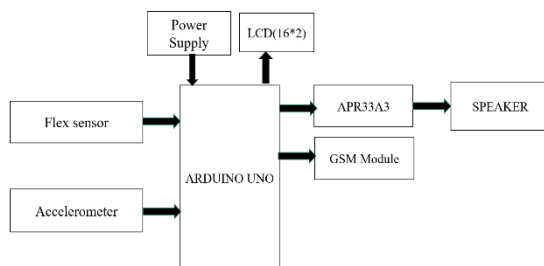 Power
Supply
LCD(16*2)
Flex sensor
APR33A3
SPEAKER
GSM Module
ARDUINO UNO
Accelerometer